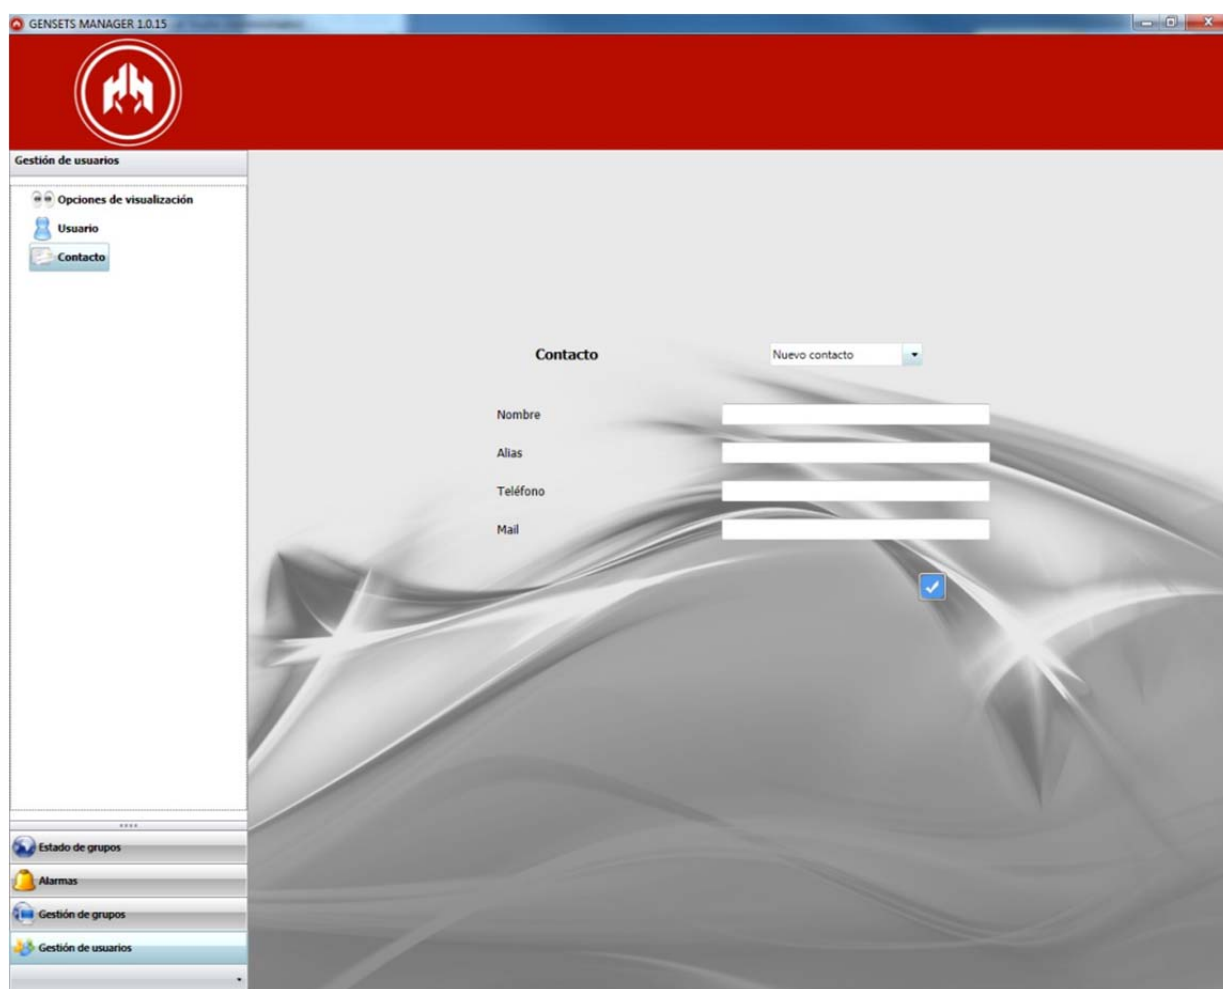 GENSETS MANAGER 1.0.15
Gestión de usuarios
Opciones de visualización
Usuario
Contacto
Contacto
Nuevo contacto
Nombre
Alias
Teléfono
Mail
Estado de grupos
Alarmas
Gestión de grupos
Gestión de usuarios